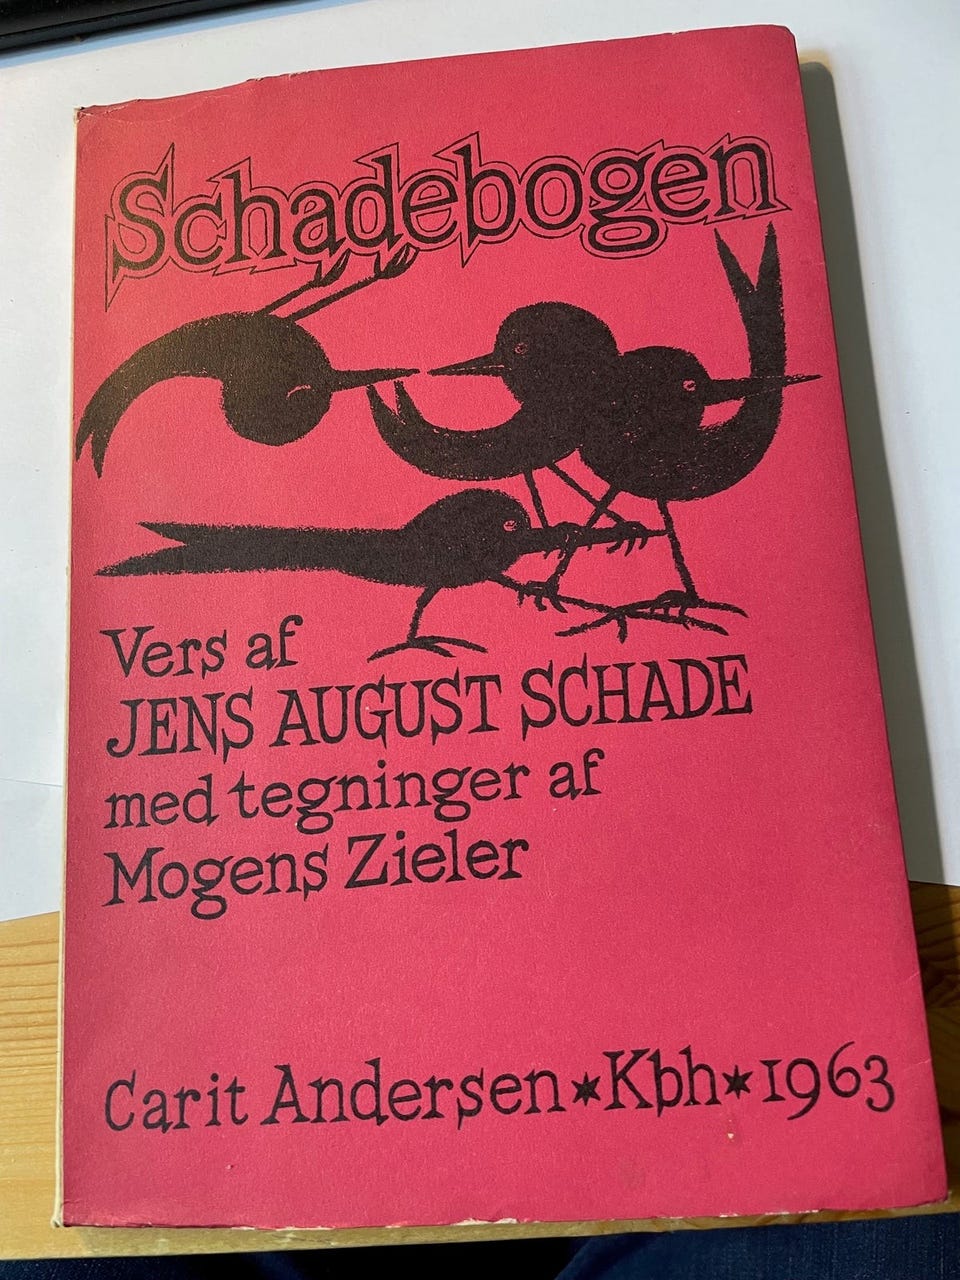 Schadebogen
Vers af
JENS AUGUST SCHADE
med tegninger af
Mogens Zieler
Carit Andersen * Kbh * 1963